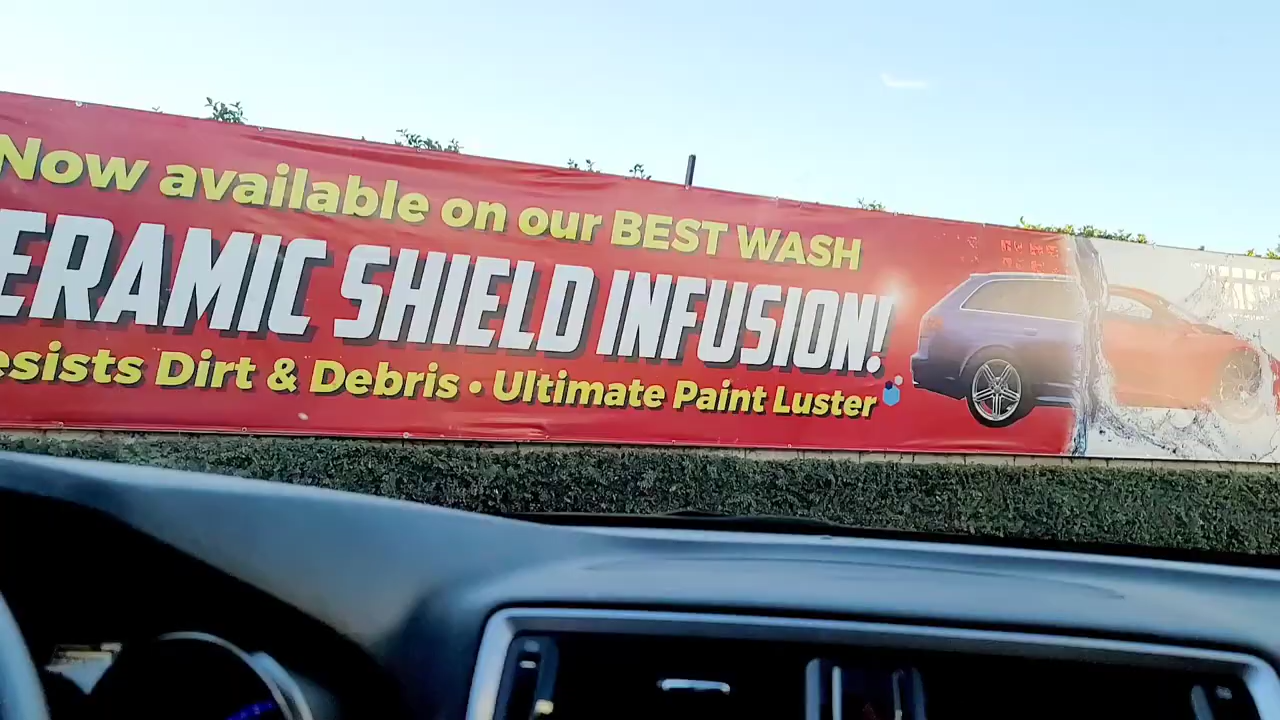 Now available on our BEST WASH
ERAMIC SHIELD INFUSION!
esists Dirt & Debris • Ultimate Paint Luster